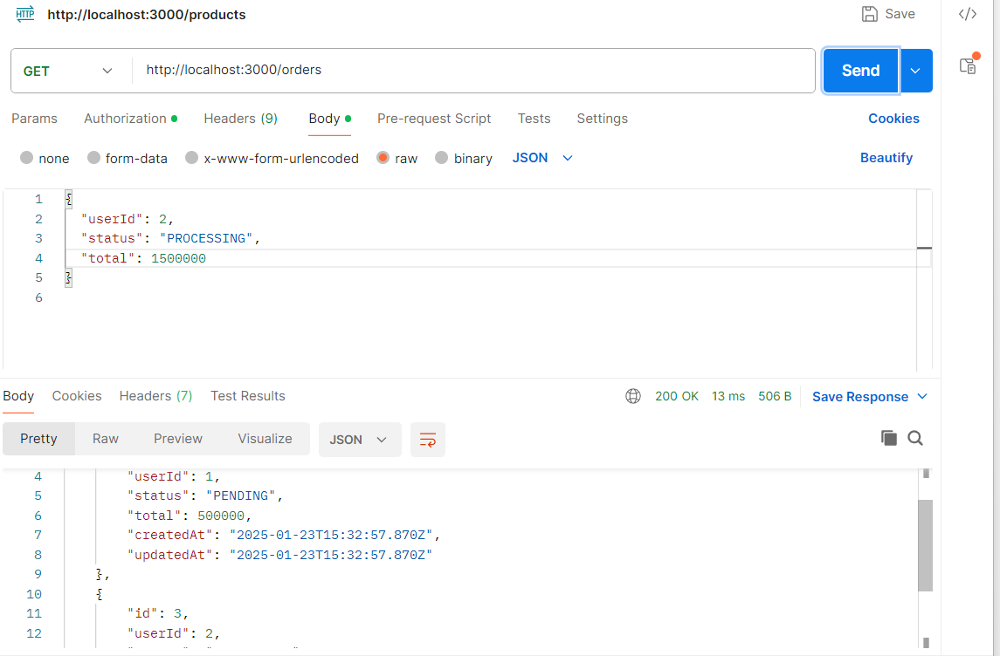 HTTP http://localhost:3000/products Save
GET http://localhost:3000/orders Send
Params Authorization Headers (9) Body Pre-request Script Tests Settings Cookies
none form-data x-www-form-urlencoded raw binary JSON Beautify
1 {
2 "userId": 2,
3 "status": "PROCESSING",
4 "total": 1500000
5 }
6
Body Cookies Headers (7) Test Results 200 OK 13 ms 506 B Save Response
Pretty Raw Preview Visualize JSON
4 "userId": 1,
5 "status": "PENDING",
6 "total": 500000,
7 "createdAt": "2025-01-23T15:32:57.870Z",
8 "updatedAt": "2025-01-23T15:32:57.870Z"
9 },
10 {
11 "id": 3,
12 "userId": 2,